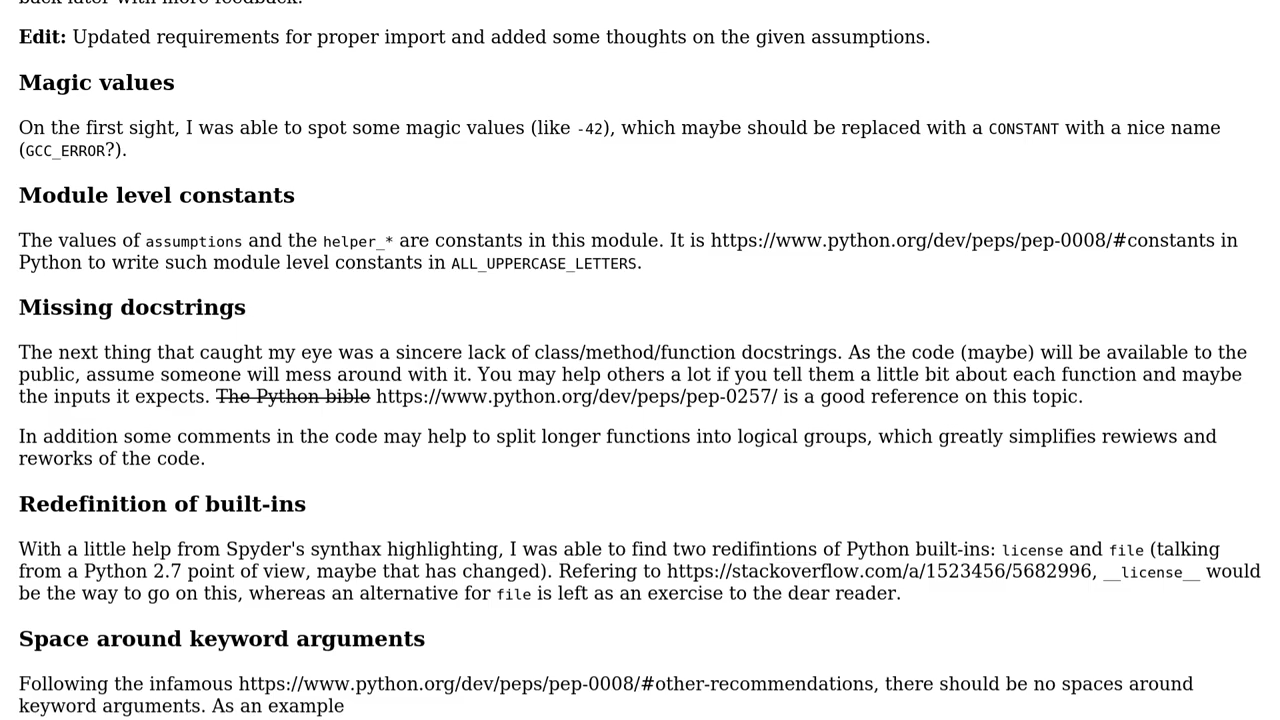 back later with more feedback.
Edit: Updated requirements for proper import and added some thoughts on the given assumptions.
Magic values
On the first sight, I was able to spot some magic values (like -42), which maybe should be replaced with a CONSTANT with a nice name
(GCC_ERROR?).
Module level constants
The values of assumptions and the helper_* are constants in this module. It is https://www.python.org/dev/peps/pep-0008/#constants in
Python to write such module level constants in ALL_UPPERCASE_LETTERS.
Missing docstrings
The next thing that caught my eye was a sincere lack of class/method/function docstrings. As the code (maybe) will be available to the
public, assume someone will mess around with it. You may help others a lot if you tell them a little bit about each function and maybe
the inputs it expects. The Python bible https://www.python.org/dev/peps/pep-0257/ is a good reference on this topic.
In addition some comments in the code may help to split longer functions into logical groups, which greatly simplifies rewiews and
reworks of the code.
Redefinition of built-ins
With a little help from Spyder's synthax highlighting, I was able to find two redifintions of Python built-ins: license and file (talking
from a Python 2.7 point of view, maybe that has changed). Refering to https://stackoverflow.com/a/1523456/5682996, __license__ would
be the way to go on this, whereas an alternative for file is left as an exercise to the dear reader.
Space around keyword arguments
Following the infamous https://www.python.org/dev/peps/pep-0008/#other-recommendations, there should be no spaces around
keyword arguments. As an example